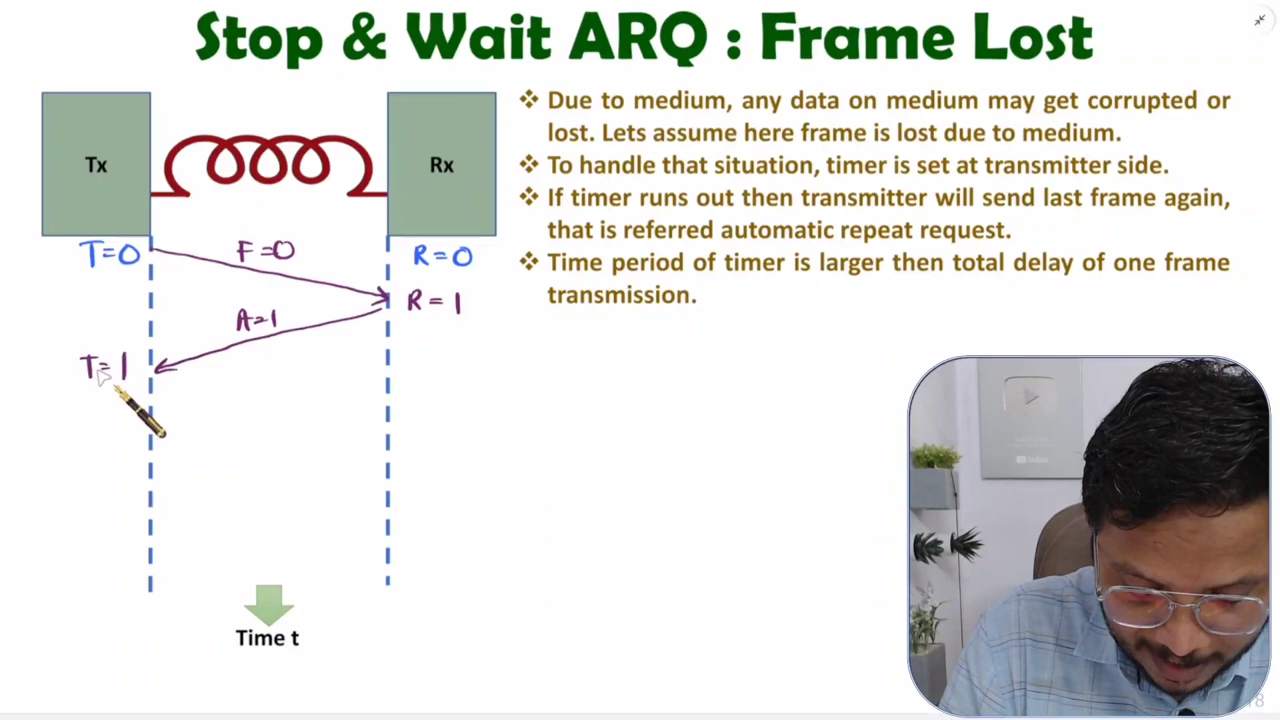 Stop & Wait ARQ : Frame Lost
Tx
Rx
❖ Due to medium, any data on medium may get corrupted or
lost. Lets assume here frame is lost due to medium.
❖ To handle that situation, timer is set at transmitter side.
❖ If timer runs out then transmitter will send last frame again,
that is referred automatic repeat request.
❖ Time period of timer is larger then total delay of one frame
transmission.
T=0
F=0
R=0
R=1
A=1
T=1
Time t